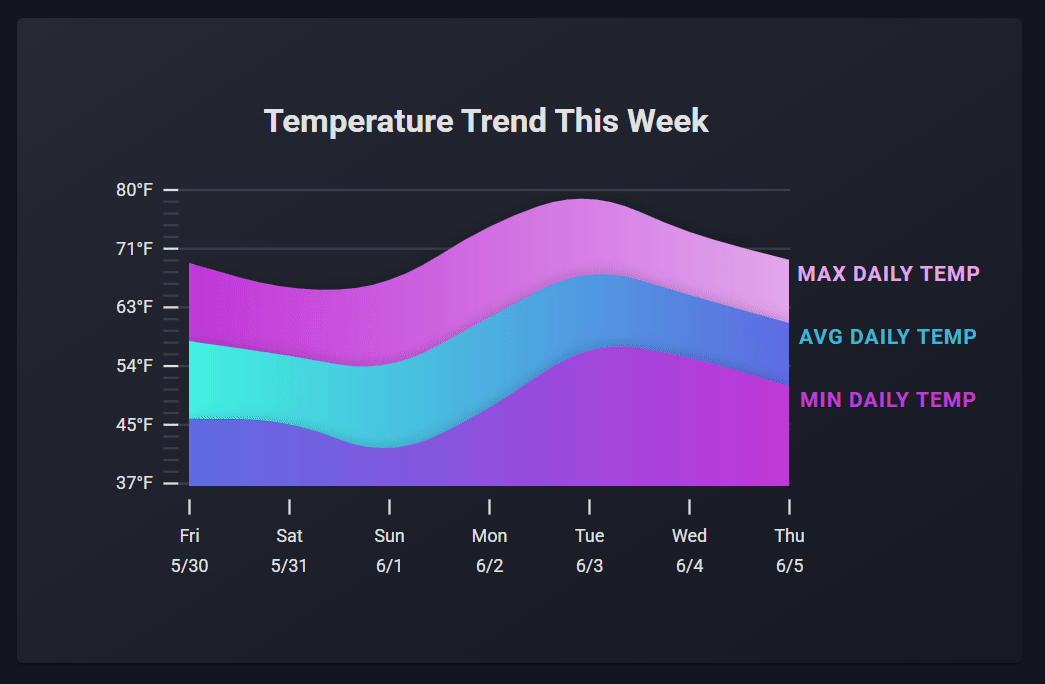 Temperature Trend This Week
80°F
71°F
63°F
54°F
45°F
37°F
MAX DAILY TEMP
AVG DAILY TEMP
MIN DAILY TEMP
Fri Sat Sun Mon Tue Wed Thu
5/30 5/31 6/1 6/2 6/3 6/4 6/5